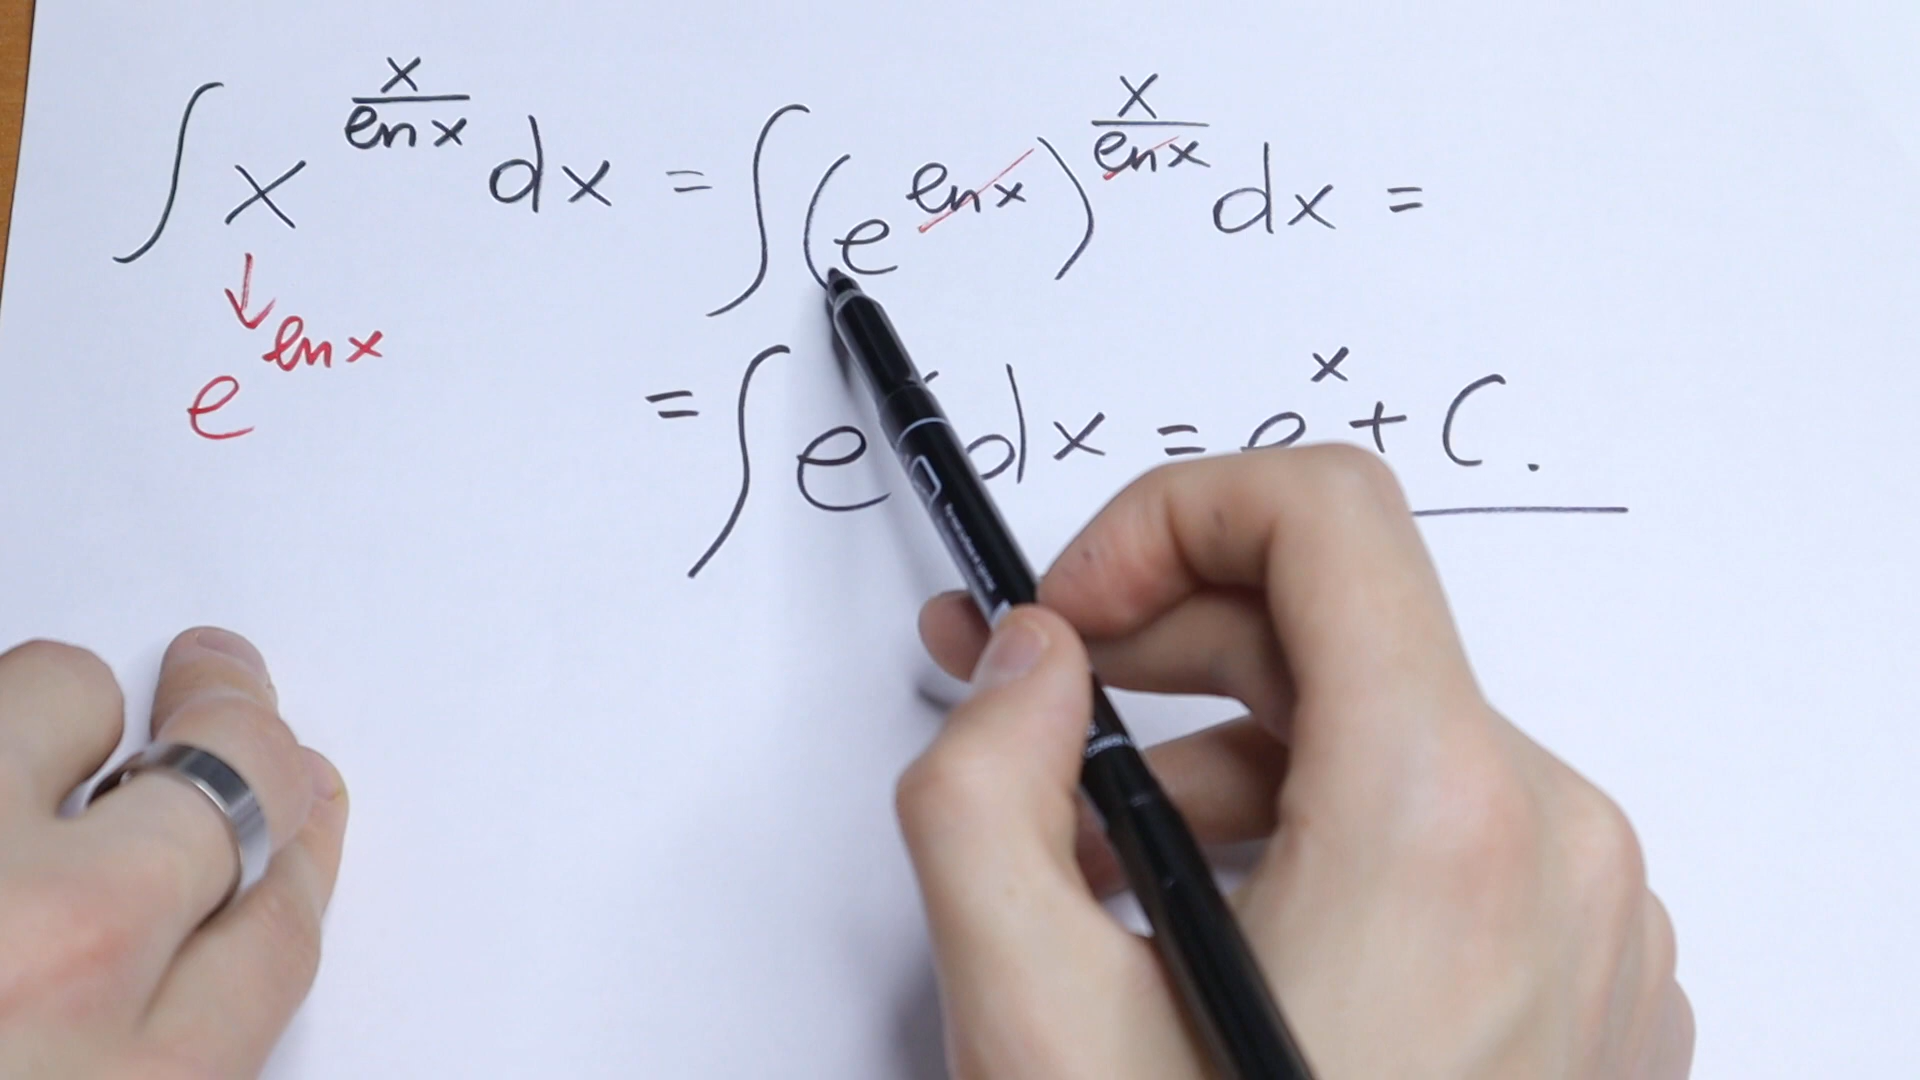 ∫ x^(x/ln x) dx = ∫ (e^(ln x))^(x/ln x) dx =
↓
e^(ln x)
= ∫ e dx = e^x + C.